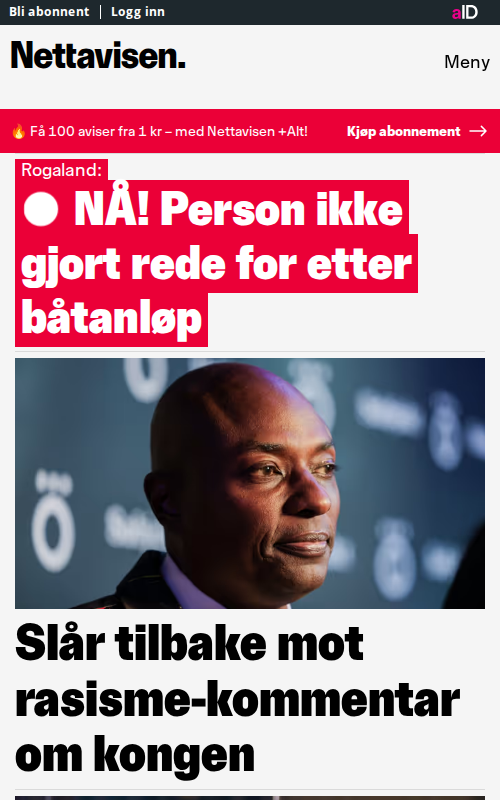 Bli abonnent | Logg inn
aID
Nettavisen.
Meny
🔥 Få 100 aviser fra 1 kr – med Nettavisen +Alt!
Kjøp abonnement →
Rogaland:
NÅ! Person ikke
gjort rede for etter
båtanløp
Slår tilbake mot
rasisme-kommentar
om kongen